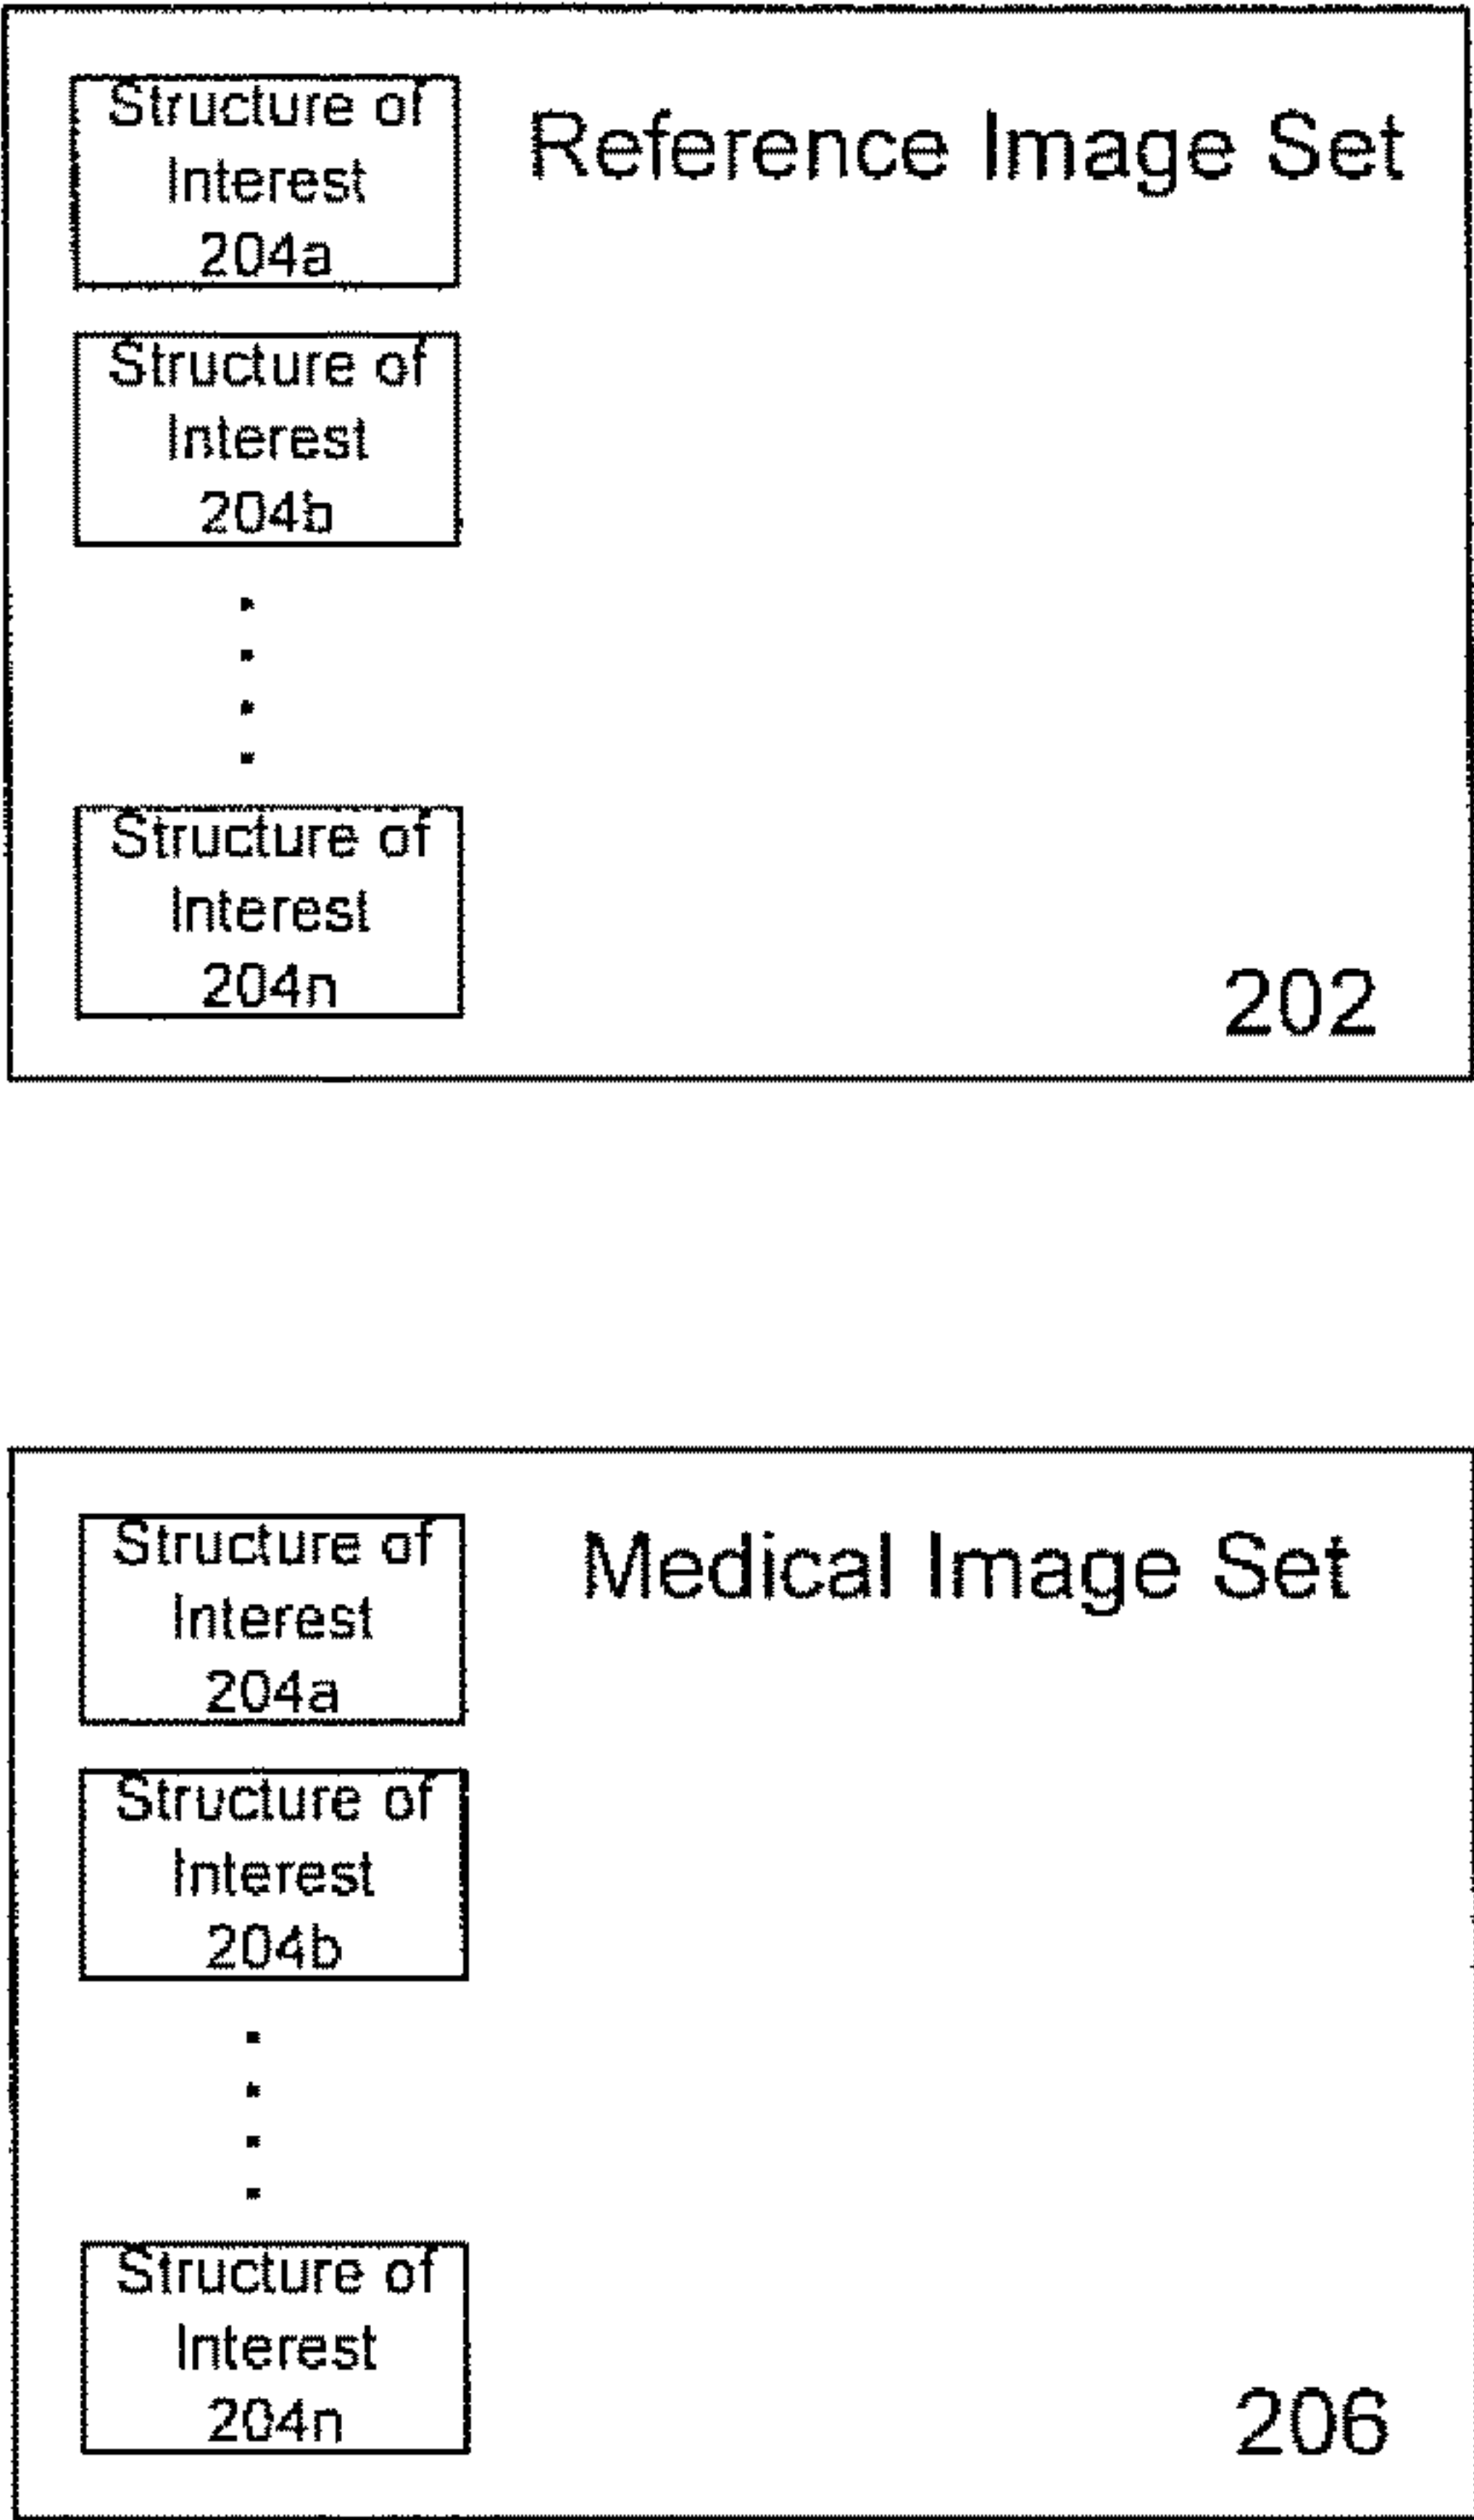 Structure of
Interest
204a
Reference Image Set
Structure of
Interest
204b
Structure of
Interest
204n
202
Structure of
Interest
204a
Medical Image Set
Structure of
Interest
204b
Structure of
Interest
204n
206